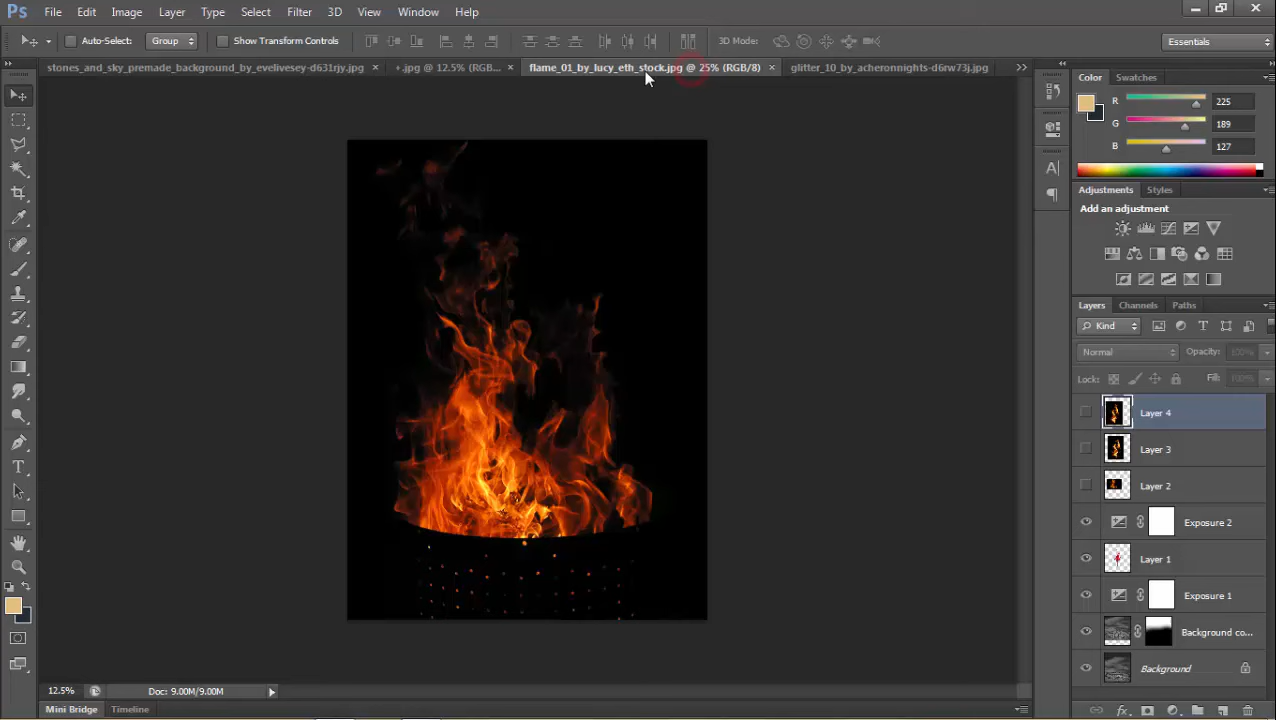 Ps File Edit Image Layer Type Select Filter 3D View Window Help
Auto-Select: Group Show Transform Controls 3D Mode: Essentials
stones_and_sky_premade_background_by_evelivesey-d631rjy.jpg × +.jpg @ 12.5% (RGB... × flame_01_by_lucy_eth_stock.jpg @ 25% (RGB/8) × glitter_10_by_acheronnights-d6rw73j.jpg
Color Swatches
R 225
G 189
B 127
Adjustments Styles
Add an adjustment
Layers Channels Paths
Kind
Normal Opacity: 100%
Lock: Fill: 100%
Layer 4
Layer 3
Layer 2
Exposure 2
Layer 1
Exposure 1
Background co...
Background
12.5% Doc: 9.00M/9.00M
Mini Bridge Timeline